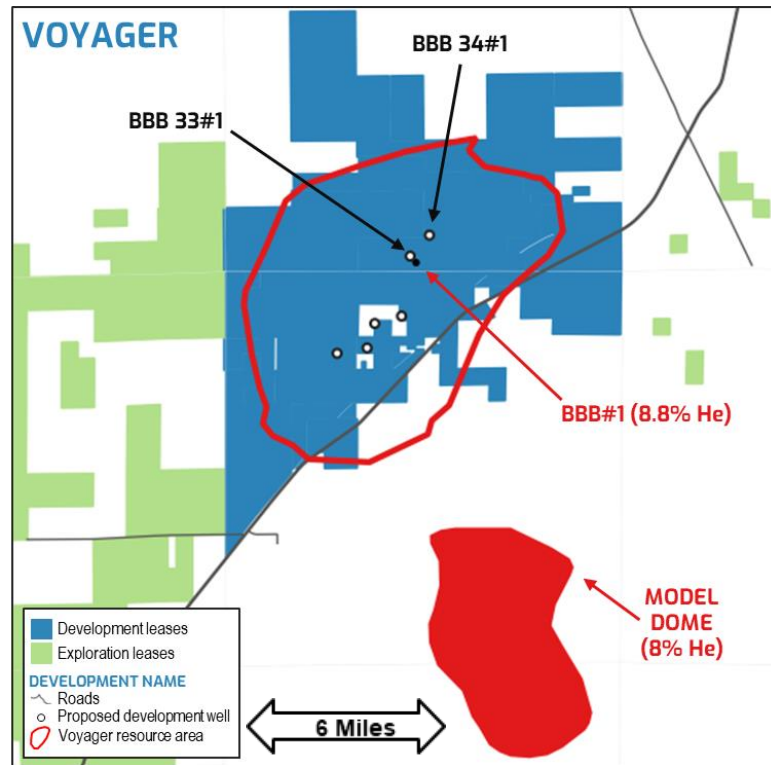 VOYAGER
BBB 34#1
BBB 33#1
BBB#1 (8.8% He)
MODEL
DOME
(8% He)
Development leases
Exploration leases
DEVELOPMENT NAME
Roads
Proposed development well
Voyager resource area
6 Miles